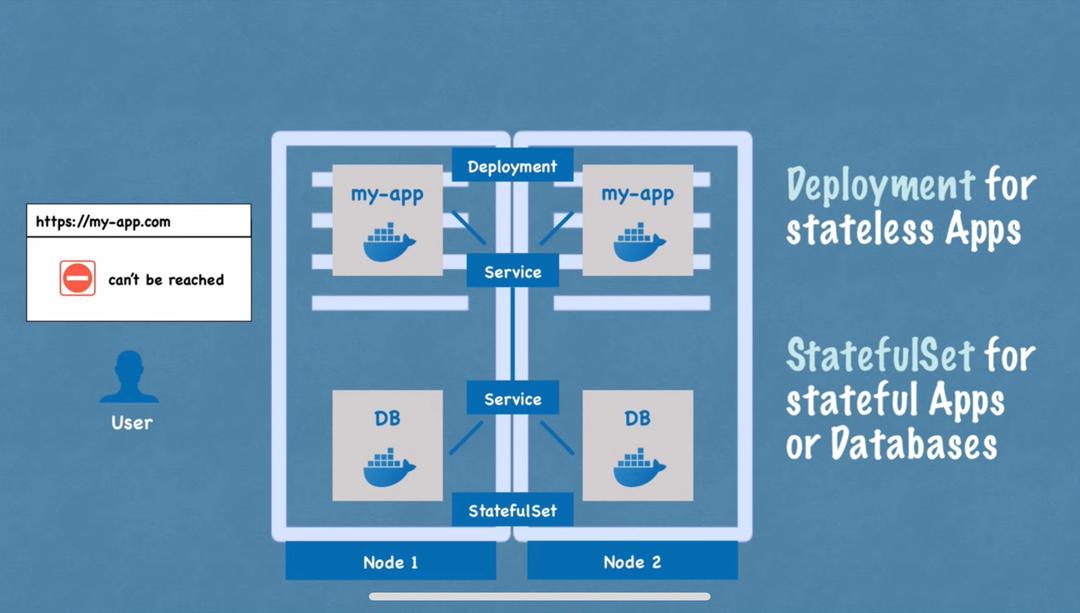 https://my-app.com
can't be reached
User
Deployment
my-app
my-app
Service
Service
DB
DB
StatefulSet
Node 1
Node 2
Deployment for
stateless Apps
StatefulSet for
stateful Apps
or Databases